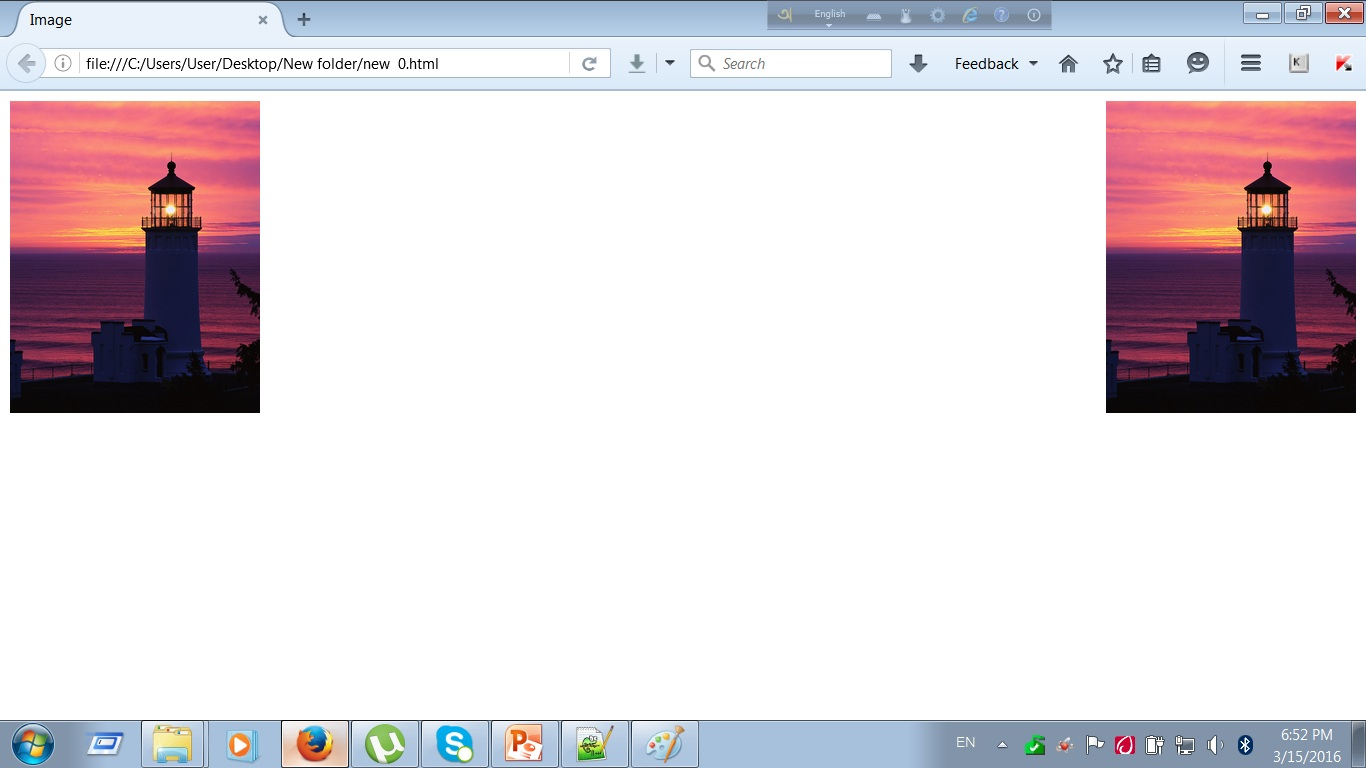 Image
English
file:///C:/Users/User/Desktop/New folder/new  0.html
Search
Feedback
K
EN
6:52 PM
3/15/2016